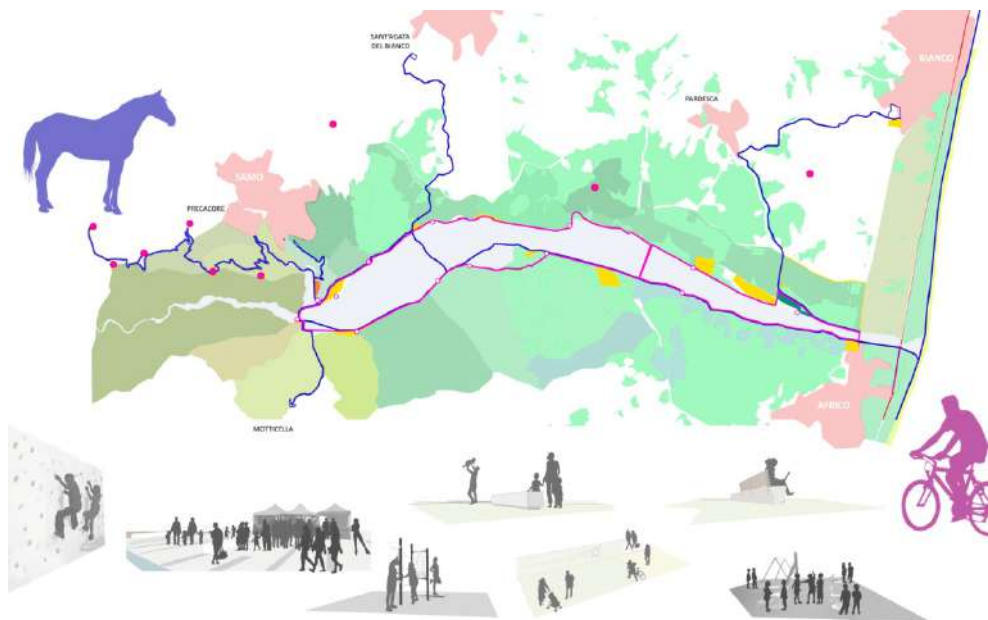 SANT'AGATA
DEL BIANCO
BIANCO
PARDESCA
SAMO
PRECACORE
AFRICO
MOTTICELLA